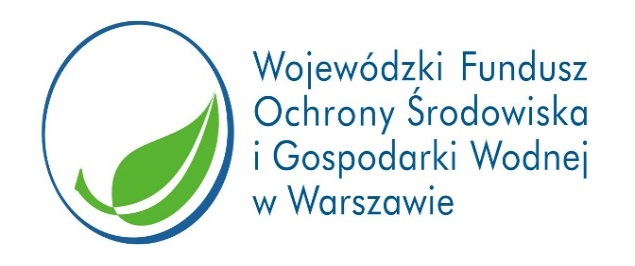 Wojewódzki Fundusz
Ochrony Środowiska
i Gospodarki Wodnej
w Warszawie